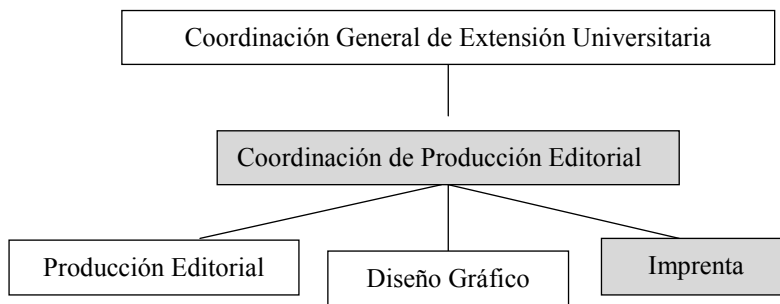 Coordinación General de Extensión Universitaria
Coordinación de Producción Editorial
Producción Editorial
Diseño Gráfico
Imprenta